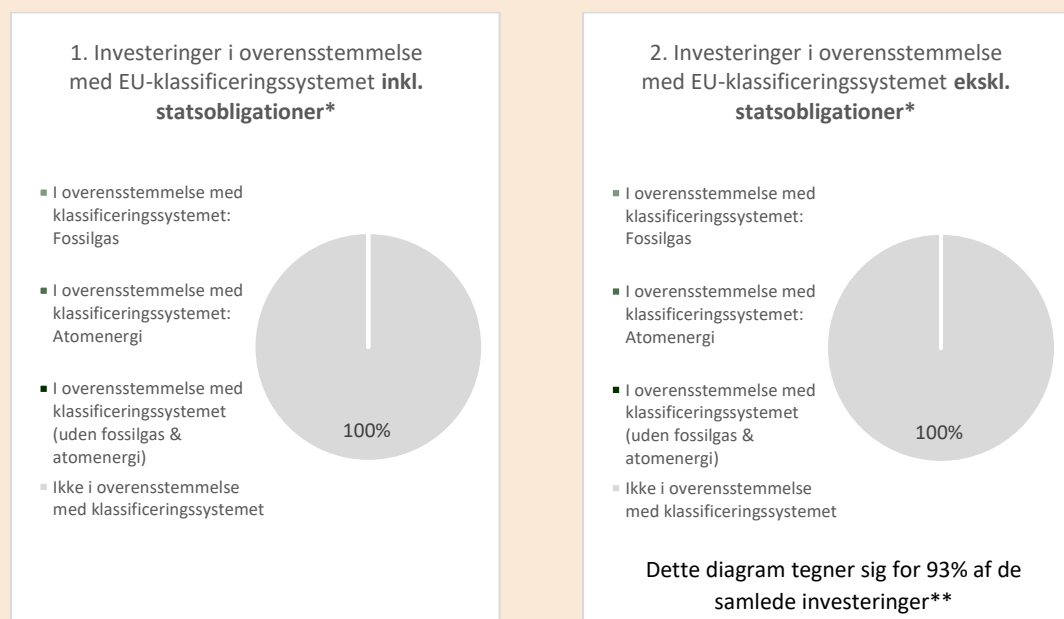 1. Investeringer i overensstemmelse
med EU-klassificeringssystemet inkl.
statsobligationer*
I overensstemmelse med
klassificeringssystemet:
Fossilgas
I overensstemmelse med
klassificeringssystemet:
Atomenergi
I overensstemmelse med
klassificeringssystemet
(uden fossilgas &
atomenergi)
Ikke i overensstemmelse
med klassificeringssystemet
100%
2. Investeringer i overensstemmelse
med EU-klassificeringssystemet ekskl.
statsobligationer*
I overensstemmelse med
klassificeringssystemet:
Fossilgas
I overensstemmelse med
klassificeringssystemet:
Atomenergi
I overensstemmelse med
klassificeringssystemet
(uden fossilgas &
atomenergi)
Ikke i overensstemmelse
med klassificeringssystemet
100%
Dette diagram tegner sig for 93% af de
samlede investeringer**